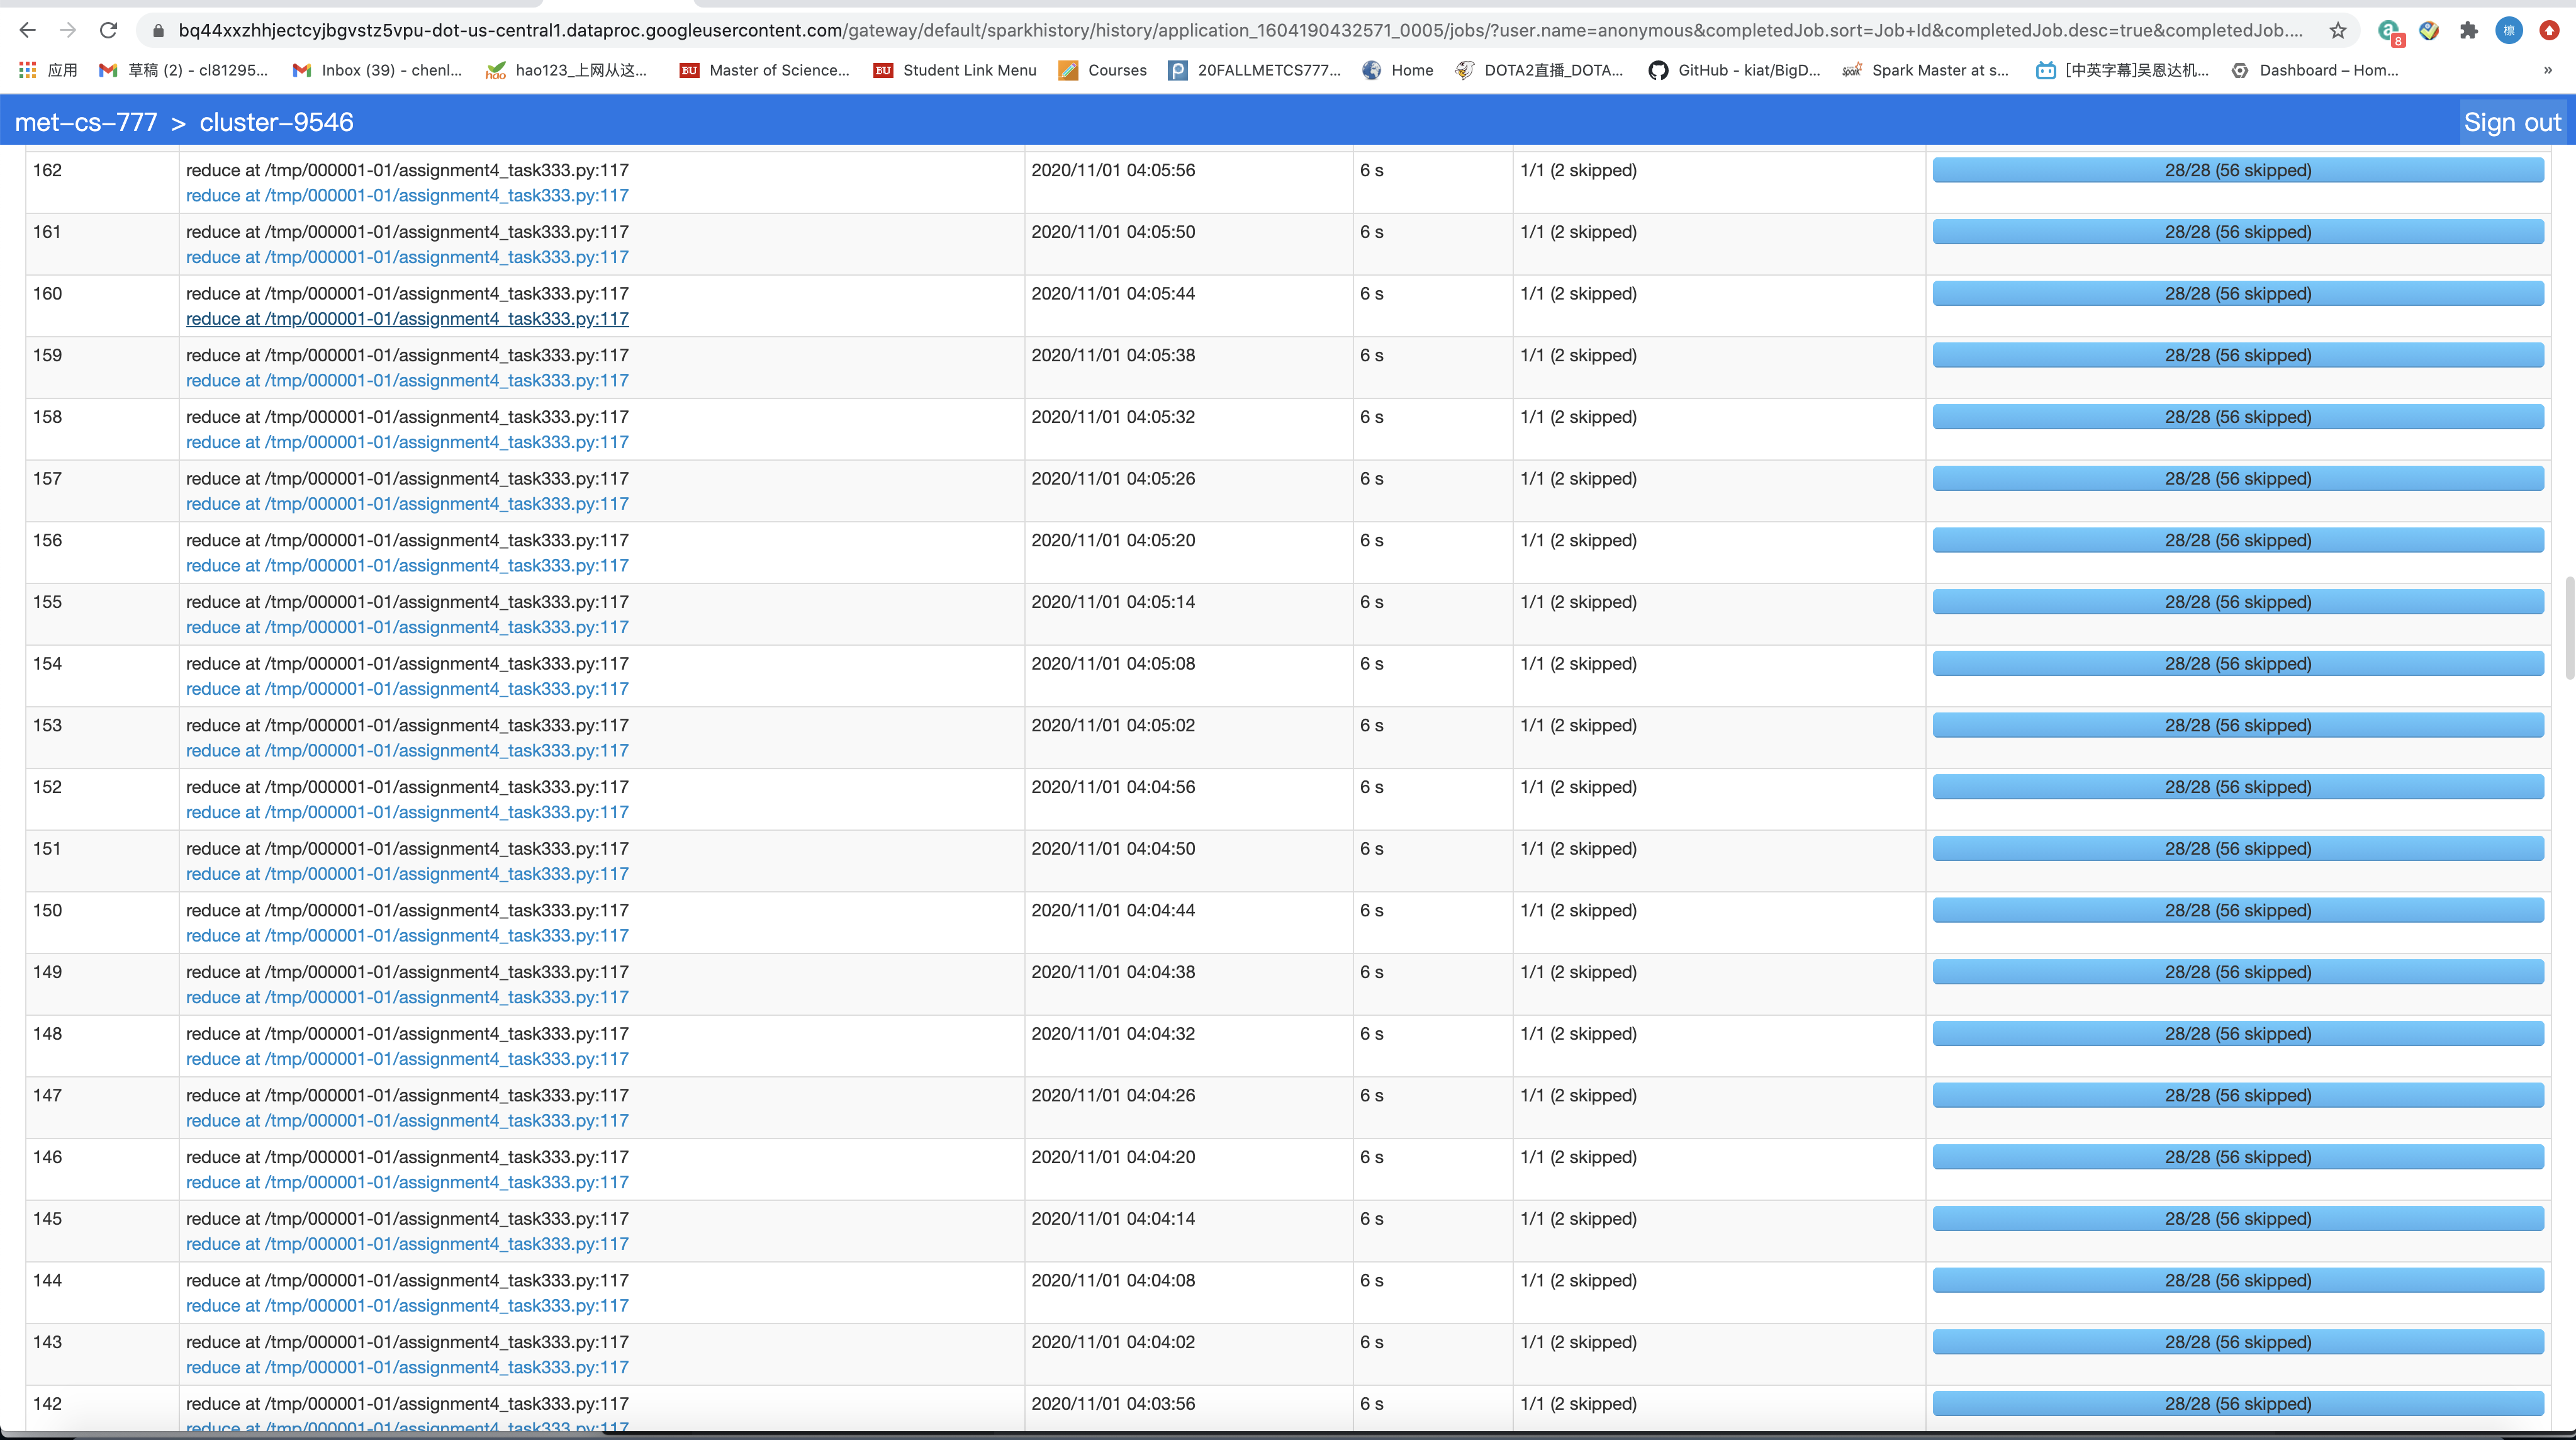 bq44xxzhhjectcyjbgvstz5vpu-dot-us-central1.dataproc.googleusercontent.com/gateway/default/sparkhistory/history/application_1604190432571_0005/jobs/?user.name=anonymous&completedJob.sort=Job+Id&completedJob.desc=true&completedJob.... 8 檩
应用 草稿 (2) - cl81295... Inbox (39) - chenl... hao hao123_上网从这... BU Master of Science... BU Student Link Menu Courses 20FALLMETCS777... Home DOTA2直播_DOTA... GitHub - kiat/BigD... Spark Master at s... [中英字幕]吴恩达机... Dashboard – Hom... »
met-cs-777 > cluster-9546 Sign out
162 reduce at /tmp/000001-01/assignment4_task333.py:117 2020/11/01 04:05:56 6 s 1/1 (2 skipped) 28/28 (56 skipped)
reduce at /tmp/000001-01/assignment4_task333.py:117
161 reduce at /tmp/000001-01/assignment4_task333.py:117 2020/11/01 04:05:50 6 s 1/1 (2 skipped) 28/28 (56 skipped)
reduce at /tmp/000001-01/assignment4_task333.py:117
160 reduce at /tmp/000001-01/assignment4_task333.py:117 2020/11/01 04:05:44 6 s 1/1 (2 skipped) 28/28 (56 skipped)
reduce at /tmp/000001-01/assignment4_task333.py:117
159 reduce at /tmp/000001-01/assignment4_task333.py:117 2020/11/01 04:05:38 6 s 1/1 (2 skipped) 28/28 (56 skipped)
reduce at /tmp/000001-01/assignment4_task333.py:117
158 reduce at /tmp/000001-01/assignment4_task333.py:117 2020/11/01 04:05:32 6 s 1/1 (2 skipped) 28/28 (56 skipped)
reduce at /tmp/000001-01/assignment4_task333.py:117
157 reduce at /tmp/000001-01/assignment4_task333.py:117 2020/11/01 04:05:26 6 s 1/1 (2 skipped) 28/28 (56 skipped)
reduce at /tmp/000001-01/assignment4_task333.py:117
156 reduce at /tmp/000001-01/assignment4_task333.py:117 2020/11/01 04:05:20 6 s 1/1 (2 skipped) 28/28 (56 skipped)
reduce at /tmp/000001-01/assignment4_task333.py:117
155 reduce at /tmp/000001-01/assignment4_task333.py:117 2020/11/01 04:05:14 6 s 1/1 (2 skipped) 28/28 (56 skipped)
reduce at /tmp/000001-01/assignment4_task333.py:117
154 reduce at /tmp/000001-01/assignment4_task333.py:117 2020/11/01 04:05:08 6 s 1/1 (2 skipped) 28/28 (56 skipped)
reduce at /tmp/000001-01/assignment4_task333.py:117
153 reduce at /tmp/000001-01/assignment4_task333.py:117 2020/11/01 04:05:02 6 s 1/1 (2 skipped) 28/28 (56 skipped)
reduce at /tmp/000001-01/assignment4_task333.py:117
152 reduce at /tmp/000001-01/assignment4_task333.py:117 2020/11/01 04:04:56 6 s 1/1 (2 skipped) 28/28 (56 skipped)
reduce at /tmp/000001-01/assignment4_task333.py:117
151 reduce at /tmp/000001-01/assignment4_task333.py:117 2020/11/01 04:04:50 6 s 1/1 (2 skipped) 28/28 (56 skipped)
reduce at /tmp/000001-01/assignment4_task333.py:117
150 reduce at /tmp/000001-01/assignment4_task333.py:117 2020/11/01 04:04:44 6 s 1/1 (2 skipped) 28/28 (56 skipped)
reduce at /tmp/000001-01/assignment4_task333.py:117
149 reduce at /tmp/000001-01/assignment4_task333.py:117 2020/11/01 04:04:38 6 s 1/1 (2 skipped) 28/28 (56 skipped)
reduce at /tmp/000001-01/assignment4_task333.py:117
148 reduce at /tmp/000001-01/assignment4_task333.py:117 2020/11/01 04:04:32 6 s 1/1 (2 skipped) 28/28 (56 skipped)
reduce at /tmp/000001-01/assignment4_task333.py:117
147 reduce at /tmp/000001-01/assignment4_task333.py:117 2020/11/01 04:04:26 6 s 1/1 (2 skipped) 28/28 (56 skipped)
reduce at /tmp/000001-01/assignment4_task333.py:117
146 reduce at /tmp/000001-01/assignment4_task333.py:117 2020/11/01 04:04:20 6 s 1/1 (2 skipped) 28/28 (56 skipped)
reduce at /tmp/000001-01/assignment4_task333.py:117
145 reduce at /tmp/000001-01/assignment4_task333.py:117 2020/11/01 04:04:14 6 s 1/1 (2 skipped) 28/28 (56 skipped)
reduce at /tmp/000001-01/assignment4_task333.py:117
144 reduce at /tmp/000001-01/assignment4_task333.py:117 2020/11/01 04:04:08 6 s 1/1 (2 skipped) 28/28 (56 skipped)
reduce at /tmp/000001-01/assignment4_task333.py:117
143 reduce at /tmp/000001-01/assignment4_task333.py:117 2020/11/01 04:04:02 6 s 1/1 (2 skipped) 28/28 (56 skipped)
reduce at /tmp/000001-01/assignment4_task333.py:117
142 reduce at /tmp/000001-01/assignment4_task333.py:117 2020/11/01 04:03:56 6 s 1/1 (2 skipped) 28/28 (56 skipped)
reduce at /tmp/000001-01/assignment4_task333.py:117